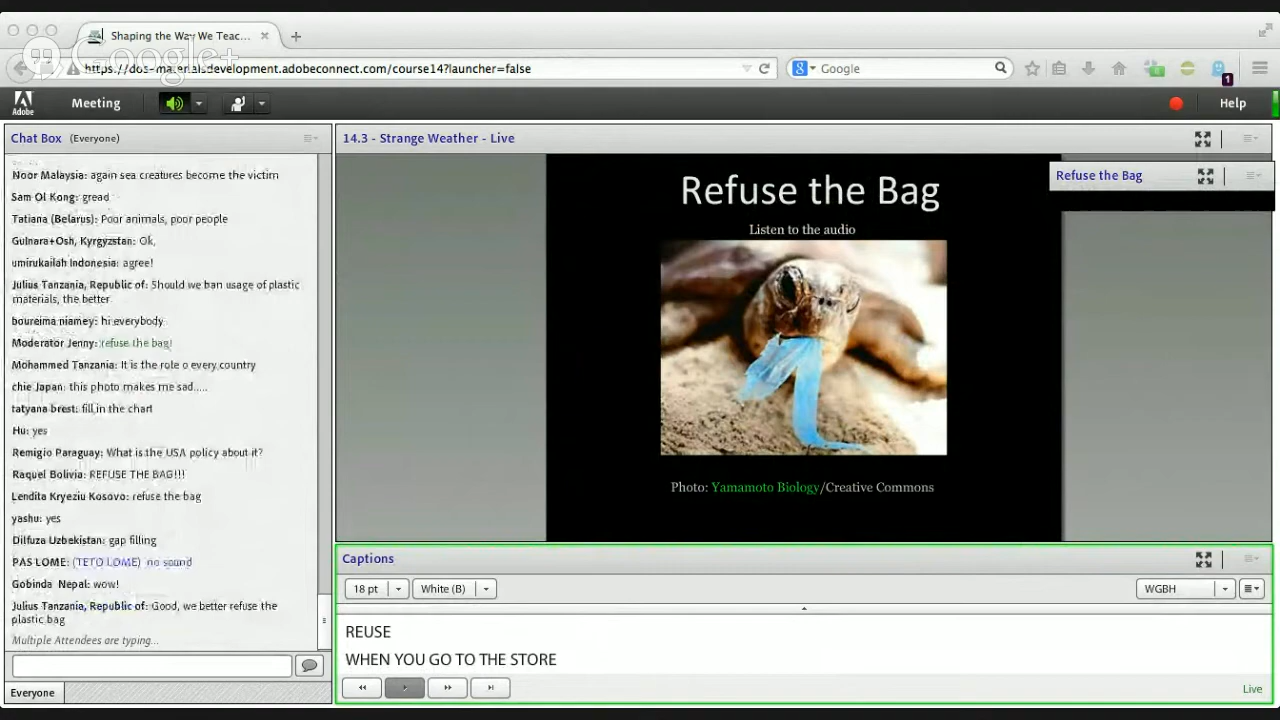 Shaping the Way We Teac...
Google+
https://dos-materialsdevelopment.adobeconnect.com/course14?launcher=false
Google
1
Adobe
Meeting
Help
Chat Box (Everyone)
Noor Malaysia: again sea creatures become the victim
Sam Ol Kong: gread
Tatiana (Belarus): Poor animals, poor people
Gulnara+Osh, Kyrgyzstan: Ok,
umirukailah Indonesia: agree!
Julius Tanzania, Republic of: Should we ban usage of plastic
materials, the better
boureima niamey: hi everybody
Moderator Jenny: refuse the bag!
Mohammed Tanzania: It is the role o every country
chie Japan: this photo makes me sad.....
tatyana brest: fill in the chart
Hu: yes
Remigio Paraguay: What is the USA policy about it?
Raquel Bolivia: REFUSE THE BAG!!!
Lendita Kryeziu Kosovo: refuse the bag
yashu: yes
Dilfuza Uzbekistan: gap filling
PAS LOME: (TETO LOME) no sound
Gobinda Nepal: wow!
Julius Tanzania, Republic of: Good, we better refuse the
plastic bag
Multiple Attendees are typing...
Everyone
14.3 - Strange Weather - Live
Refuse the Bag
Refuse the Bag
Listen to the audio
Photo: Yamamoto Biology/Creative Commons
Captions
18 pt
White (B)
WGBH
REUSE
WHEN YOU GO TO THE STORE
Live